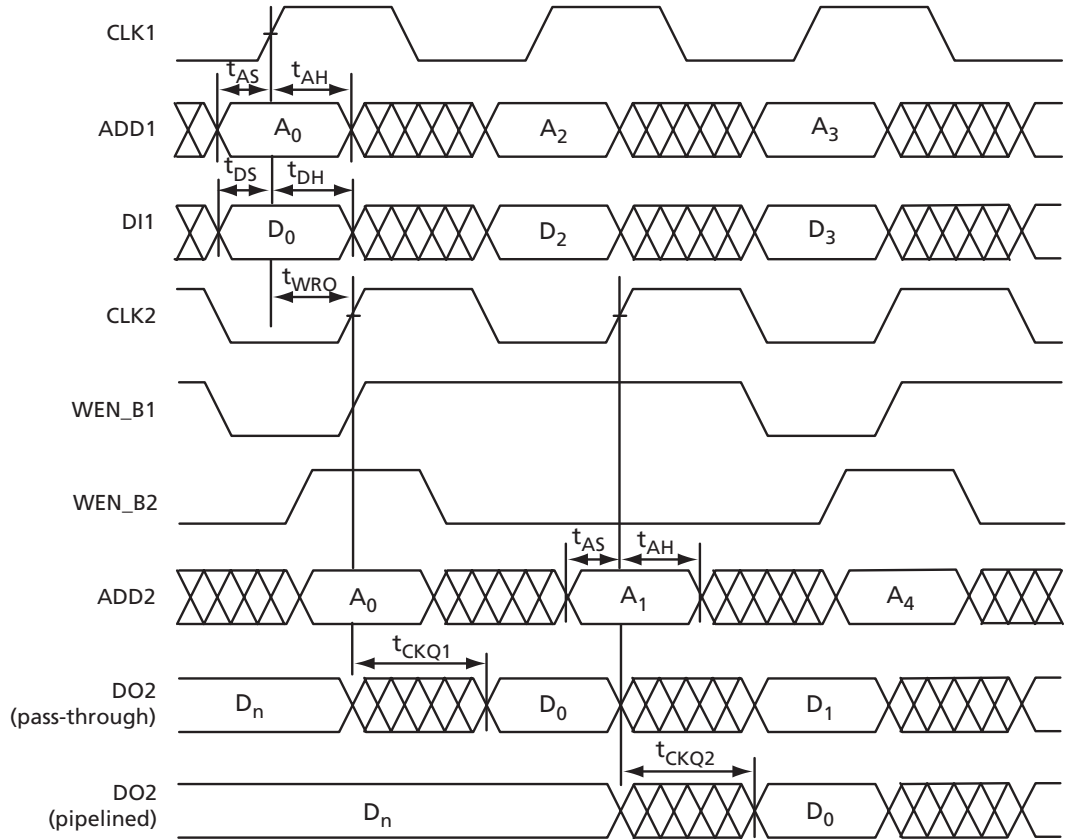 CLK1
t_AS t_AH
ADD1 A_0 A_2 A_3
t_DS t_DH
DI1 D_0 D_2 D_3
t_WRO
CLK2
WEN_B1
WEN_B2
t_AS t_AH
ADD2 A_0 A_1 A_4
t_CKQ1
DO2
(pass-through) D_n D_0 D_1
t_CKQ2
DO2
(pipelined) D_n D_0